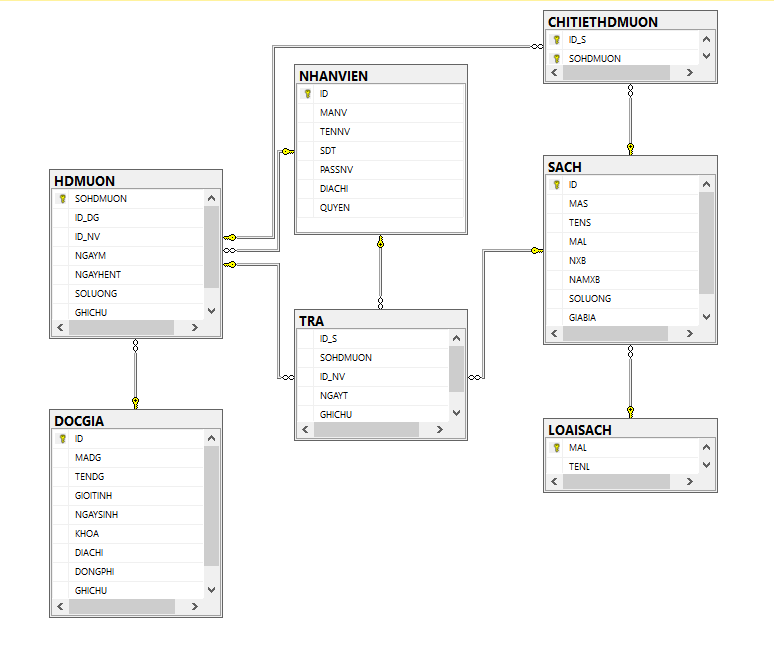 CHITIETHDMUON
ID_S
SOHDMUON
NHANVIEN
ID
MANV
TENNV
SDT
PASSNV
DIACHI
QUYEN
SACH
ID
MAS
TENS
MAL
NXB
NAMXB
SOLUONG
GIABIA
HDMUON
SOHDMUON
ID_DG
ID_NV
NGAYM
NGAYHENT
SOLUONG
GHICHU
TRA
ID_S
SOHDMUON
ID_NV
NGAYT
GHICHU
DOCGIA
ID
MADG
TENDG
GIOITINH
NGAYSINH
KHOA
DIACHI
DONGPHI
GHICHU
LOAISACH
MAL
TENL